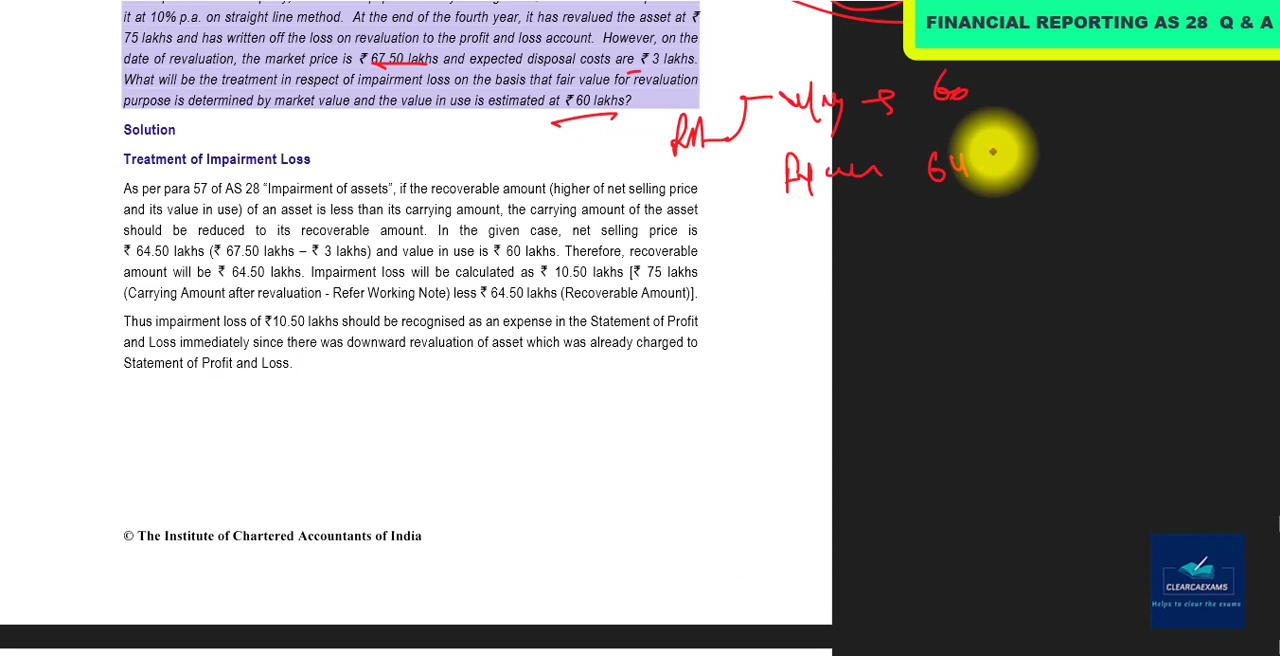 FINANCIAL REPORTING AS 28 Q & A
it at 10% p.a. on straight line method. At the end of the fourth year, it has revalued the asset at ₹
75 lakhs and has written off the loss on revaluation to the profit and loss account. However, on the
date of revaluation, the market price is ₹ 67.50 lakhs and expected disposal costs are ₹ 3 lakhs.
What will be the treatment in respect of impairment loss on the basis that fair value for revaluation
purpose is determined by market value and the value in use is estimated at ₹ 60 lakhs?
60
RA
64
Solution
Treatment of Impairment Loss
As per para 57 of AS 28 “Impairment of assets”, if the recoverable amount (higher of net selling price
and its value in use) of an asset is less than its carrying amount, the carrying amount of the asset
should be reduced to its recoverable amount. In the given case, net selling price is
₹ 64.50 lakhs (₹ 67.50 lakhs – ₹ 3 lakhs) and value in use is ₹ 60 lakhs. Therefore, recoverable
amount will be ₹ 64.50 lakhs. Impairment loss will be calculated as ₹ 10.50 lakhs [₹ 75 lakhs
(Carrying Amount after revaluation - Refer Working Note) less ₹ 64.50 lakhs (Recoverable Amount)].
Thus impairment loss of ₹10.50 lakhs should be recognised as an expense in the Statement of Profit
and Loss immediately since there was downward revaluation of asset which was already charged to
Statement of Profit and Loss.
© The Institute of Chartered Accountants of India
CLEARCAEXAMS
Helps to clear the exams